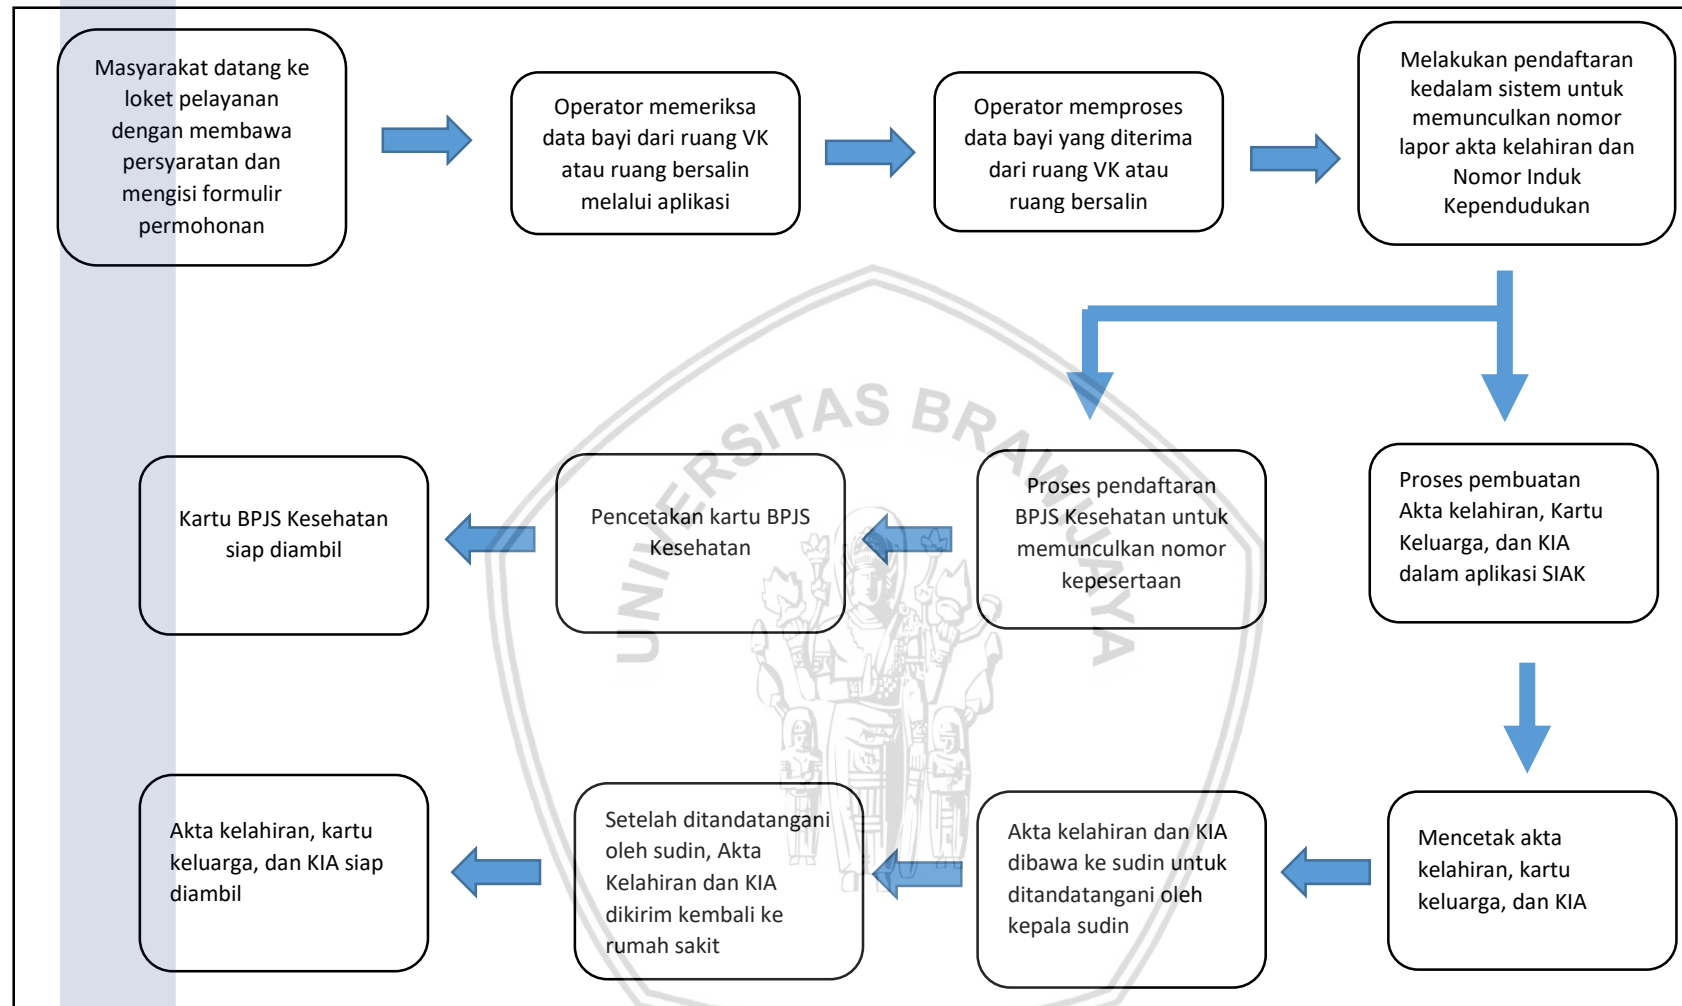 Masyarakat datang ke
loket pelayanan
dengan membawa
persyaratan dan
mengisi formulir
permohonan
Operator memeriksa
data bayi dari ruang VK
atau ruang bersalin
melalui aplikasi
Operator memproses
data bayi yang diterima
dari ruang VK atau
ruang bersalin
Melakukan pendaftaran
kedalam sistem untuk
memunculkan nomor
lapor akta kelahiran dan
Nomor Induk
Kependudukan
UNIVERSITAS BRAWIJAYA
Kartu BPJS Kesehatan
siap diambil
Pencetakan kartu BPJS
Kesehatan
Proses pendaftaran
BPJS Kesehatan untuk
memunculkan nomor
kepesertaan
Proses pembuatan
Akta kelahiran, Kartu
Keluarga, dan KIA
dalam aplikasi SIAK
Akta kelahiran, kartu
keluarga, dan KIA siap
diambil
Setelah ditandatangani
oleh sudin, Akta
Kelahiran dan KIA
dikirim kembali ke
rumah sakit
Akta kelahiran dan KIA
dibawa ke sudin untuk
ditandatangani oleh
kepala sudin
Mencetak akta
kelahiran, kartu
keluarga, dan KIA